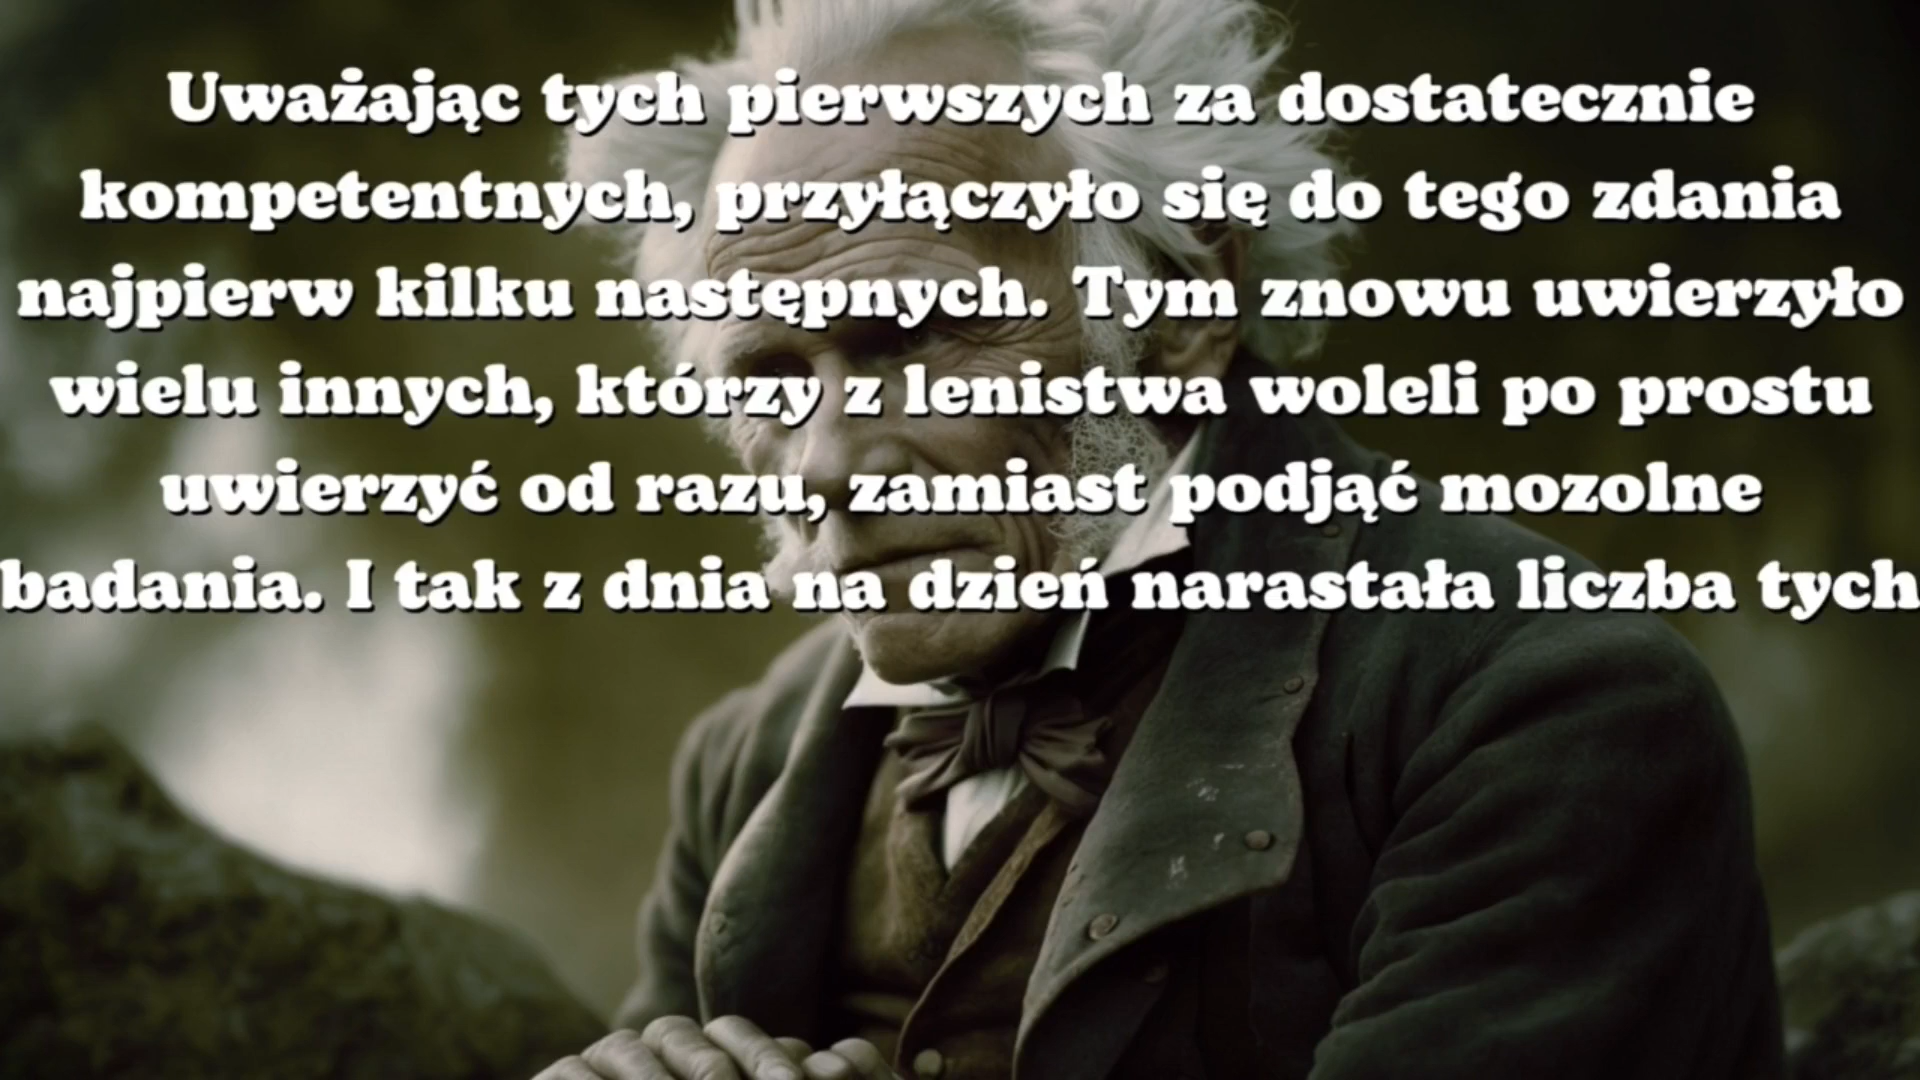 Uważając tych pierwszych za dostatecznie
kompetentnych, przyłączyło się do tego zdania
najpierw kilku następnych. Tym znowu uwierzyło
wielu innych, którzy z lenistwa woleli po prostu
uwierzyć od razu, zamiast podjąć mozolne
badania. I tak z dnia na dzień narastała liczba tych